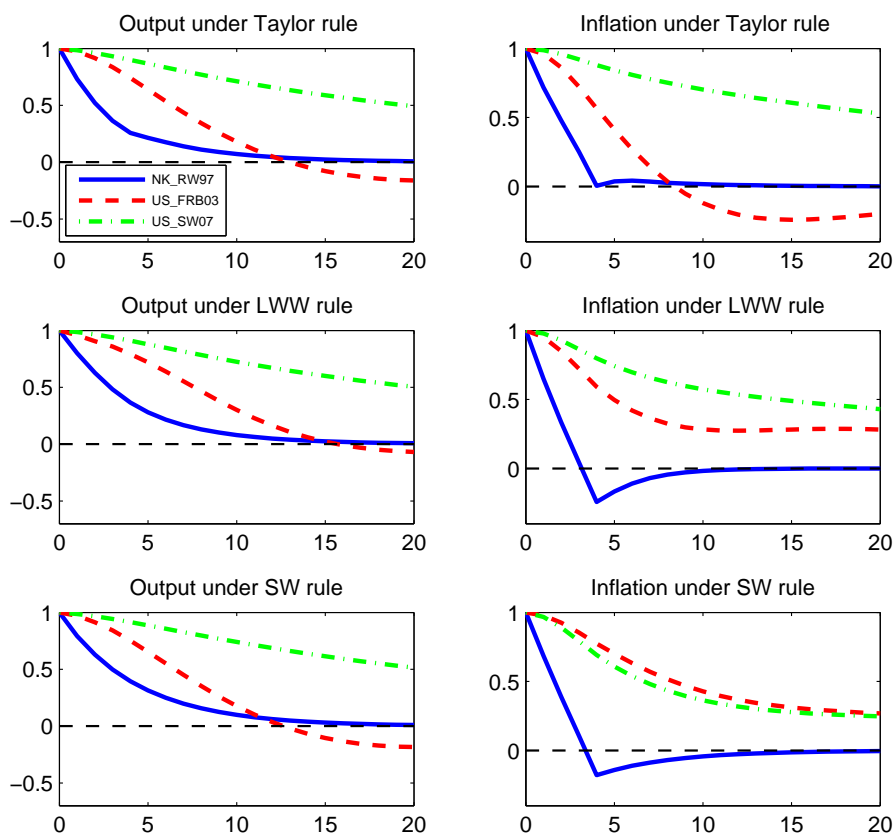 Output under Taylor rule
1
0.5
0
−0.5
0 5 10 15 20
NK_RW97
US_FRB03
US_SW07
Inflation under Taylor rule
1
0.5
0
0 5 10 15 20
Output under LWW rule
1
0.5
0
−0.5
0 5 10 15 20
Inflation under LWW rule
1
0.5
0
0 5 10 15 20
Output under SW rule
1
0.5
0
−0.5
0 5 10 15 20
Inflation under SW rule
1
0.5
0
0 5 10 15 20